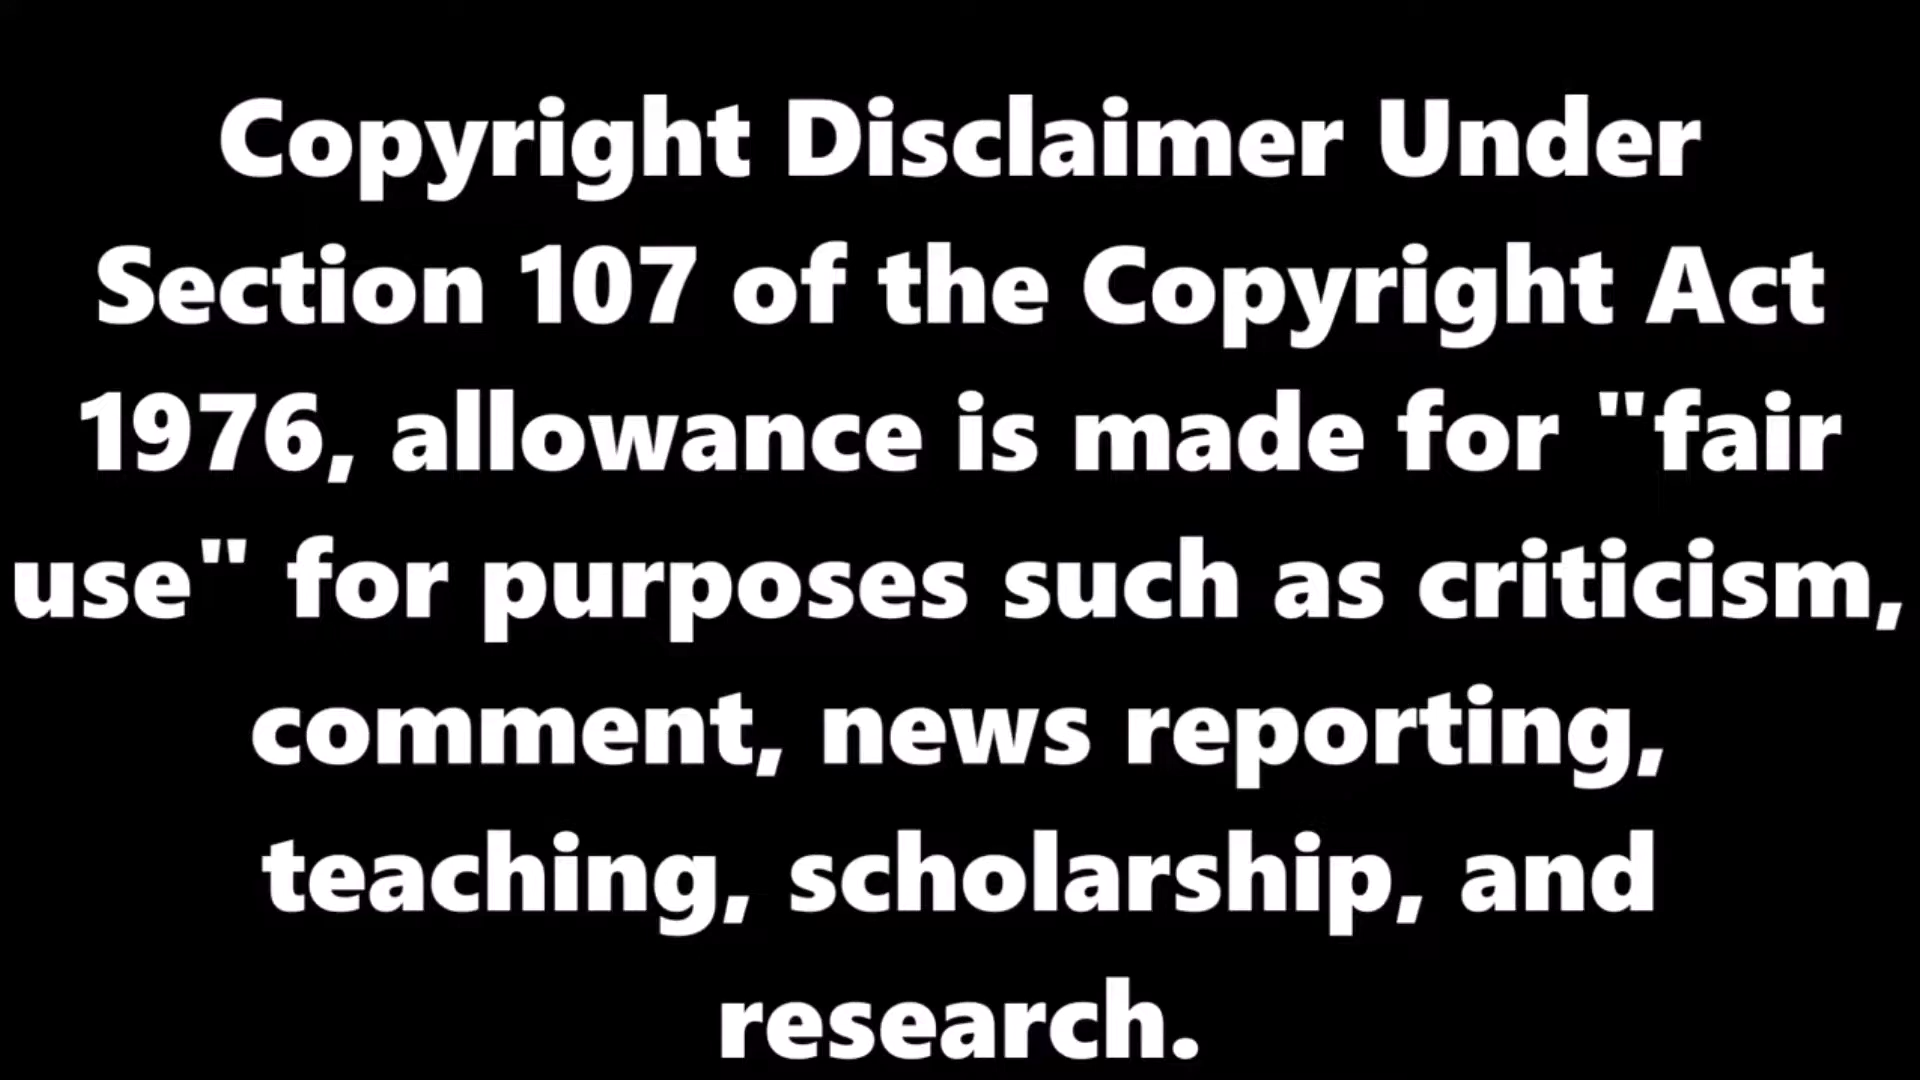 Copyright Disclaimer Under
Section 107 of the Copyright Act
1976, allowance is made for "fair
use" for purposes such as criticism,
comment, news reporting,
teaching, scholarship, and
research.